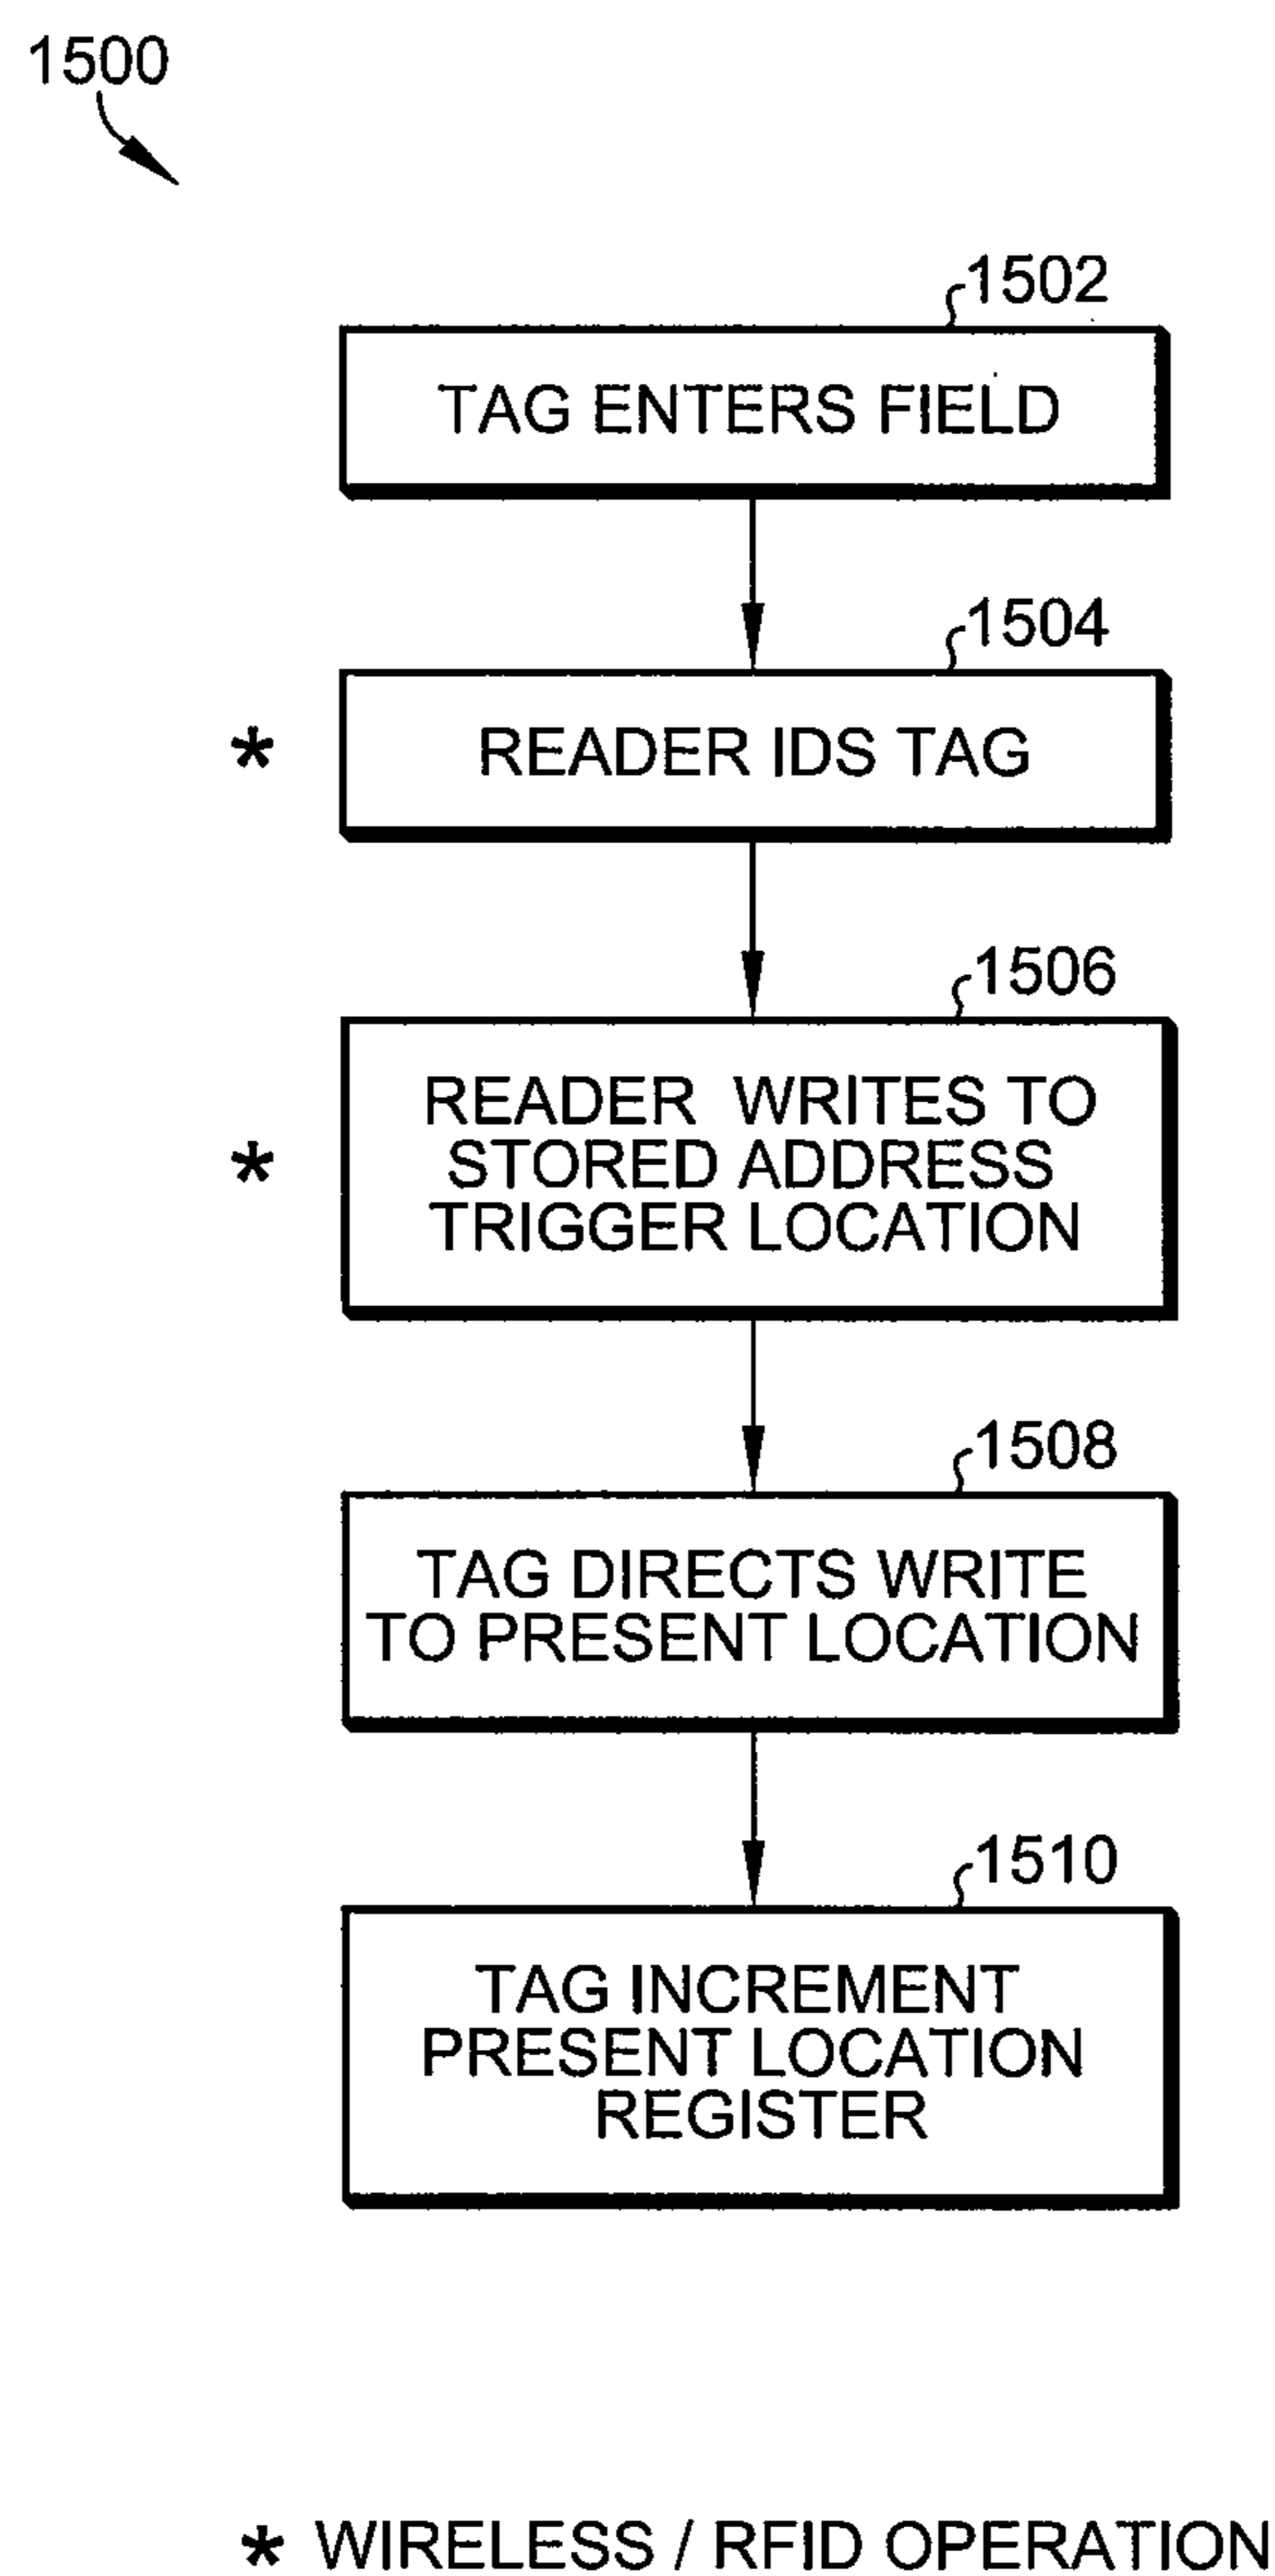 1500
1502
TAG ENTERS FIELD
1504
* READER IDS TAG
1506
READER WRITES TO
* STORED ADDRESS
TRIGGER LOCATION
1508
TAG DIRECTS WRITE
TO PRESENT LOCATION
1510
TAG INCREMENT
PRESENT LOCATION
REGISTER
* WIRELESS / RFID OPERATION